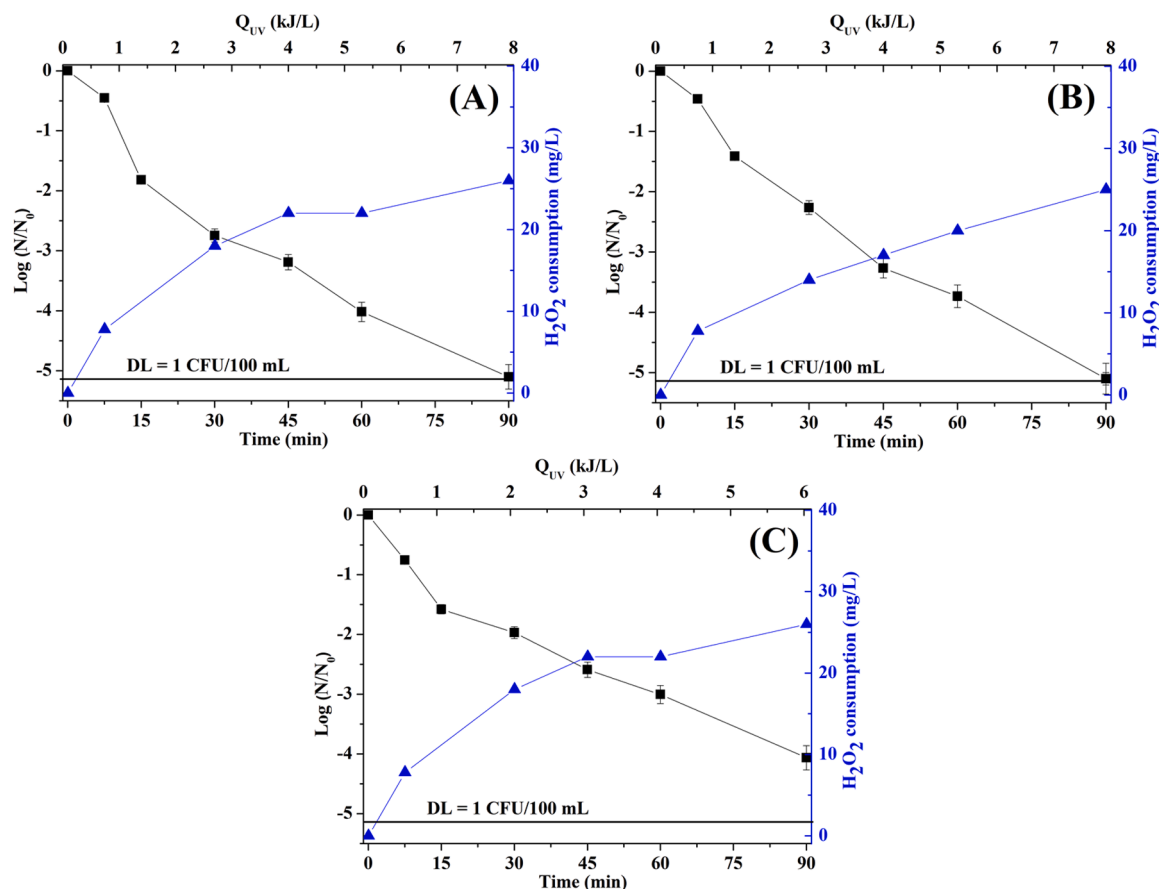 Q_UV (kJ/L)
0 1 2 3 4 5 6 7 8
(A)
Log (N/N₀)
0
-1
-2
-3
-4
-5
H₂O₂ consumption (mg/L)
40
30
20
10
0
DL = 1 CFU/100 mL
0 15 30 45 60 75 90
Time (min)
Q_UV (kJ/L)
0 1 2 3 4 5 6 7 8
(B)
Log (N/N₀)
0
-1
-2
-3
-4
-5
H₂O₂ consumption (mg/L)
40
30
20
10
0
DL = 1 CFU/100 mL
0 15 30 45 60 75 90
Time (min)
Q_UV (kJ/L)
0 1 2 3 4 5 6
(C)
Log (N/N₀)
0
-1
-2
-3
-4
-5
H₂O₂ consumption (mg/L)
40
30
20
10
0
DL = 1 CFU/100 mL
0 15 30 45 60 75 90
Time (min)